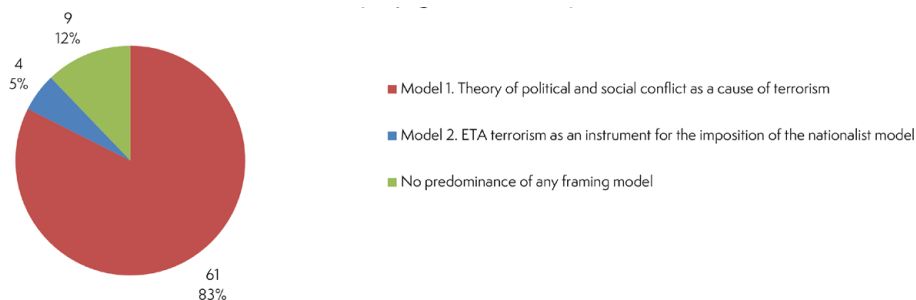 9
12%
4
5%
Model 1. Theory of political and social conflict as a cause of terrorism
Model 2. ETA terrorism as an instrument for the imposition of the nationalist model
No predominance of any framing model
61
83%